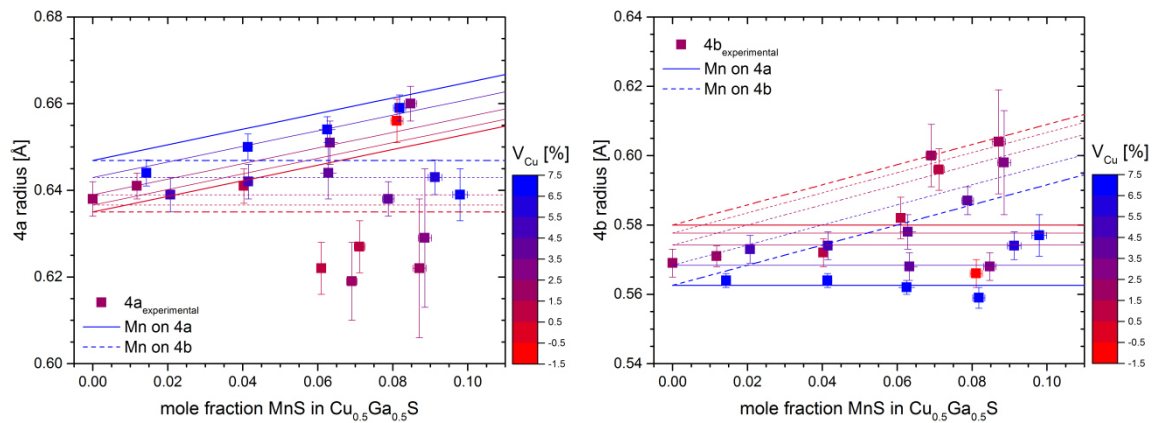 0.68
0.66
0.64
0.62
0.60
4a radius [Å]
4a experimental
Mn on 4a
Mn on 4b
0.00 0.02 0.04 0.06 0.08 0.10
mole fraction MnS in Cu0.5Ga0.5S
VCu [%]
7.5
6.5
5.5
4.5
3.5
2.5
1.5
0.5
-0.5
-1.5
0.64
0.62
0.60
0.58
0.56
0.54
4b radius [Å]
4b experimental
Mn on 4a
Mn on 4b
0.00 0.02 0.04 0.06 0.08 0.10
mole fraction MnS in Cu0.5Ga0.5S
VCu [%]
7.5
6.5
5.5
4.5
3.5
2.5
1.5
0.5
-0.5
-1.5